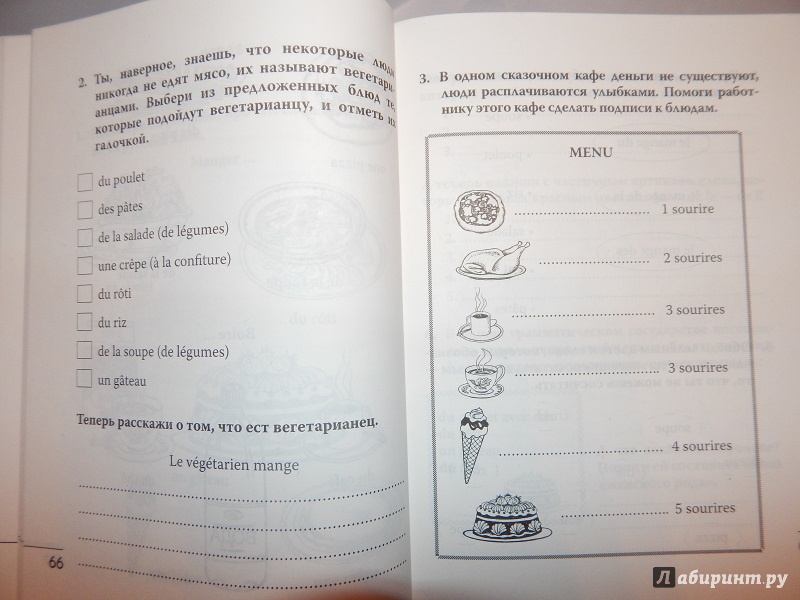 2. Ты, наверное, знаешь, что некоторые люди
никогда не едят мясо, их называют вегетари-
анцами. Выбери из предложенных блюд те,
которые подойдут вегетарианцу, и отметь их
галочкой.
du poulet
des pâtes
de la salade (de légumes)
une crêpe (à la confiture)
du rôti
du riz
de la soupe (de légumes)
un gâteau
Теперь расскажи о том, что ест вегетарианец.
Le végétarien mange
66
3. В одном сказочном кафе деньги не существуют,
люди расплачиваются улыбками. Помоги работ-
нику этого кафе сделать подписи к блюдам.
MENU
1 sourire
2 sourires
3 sourires
3 sourires
4 sourires
5 sourires
Лабиринт.ру